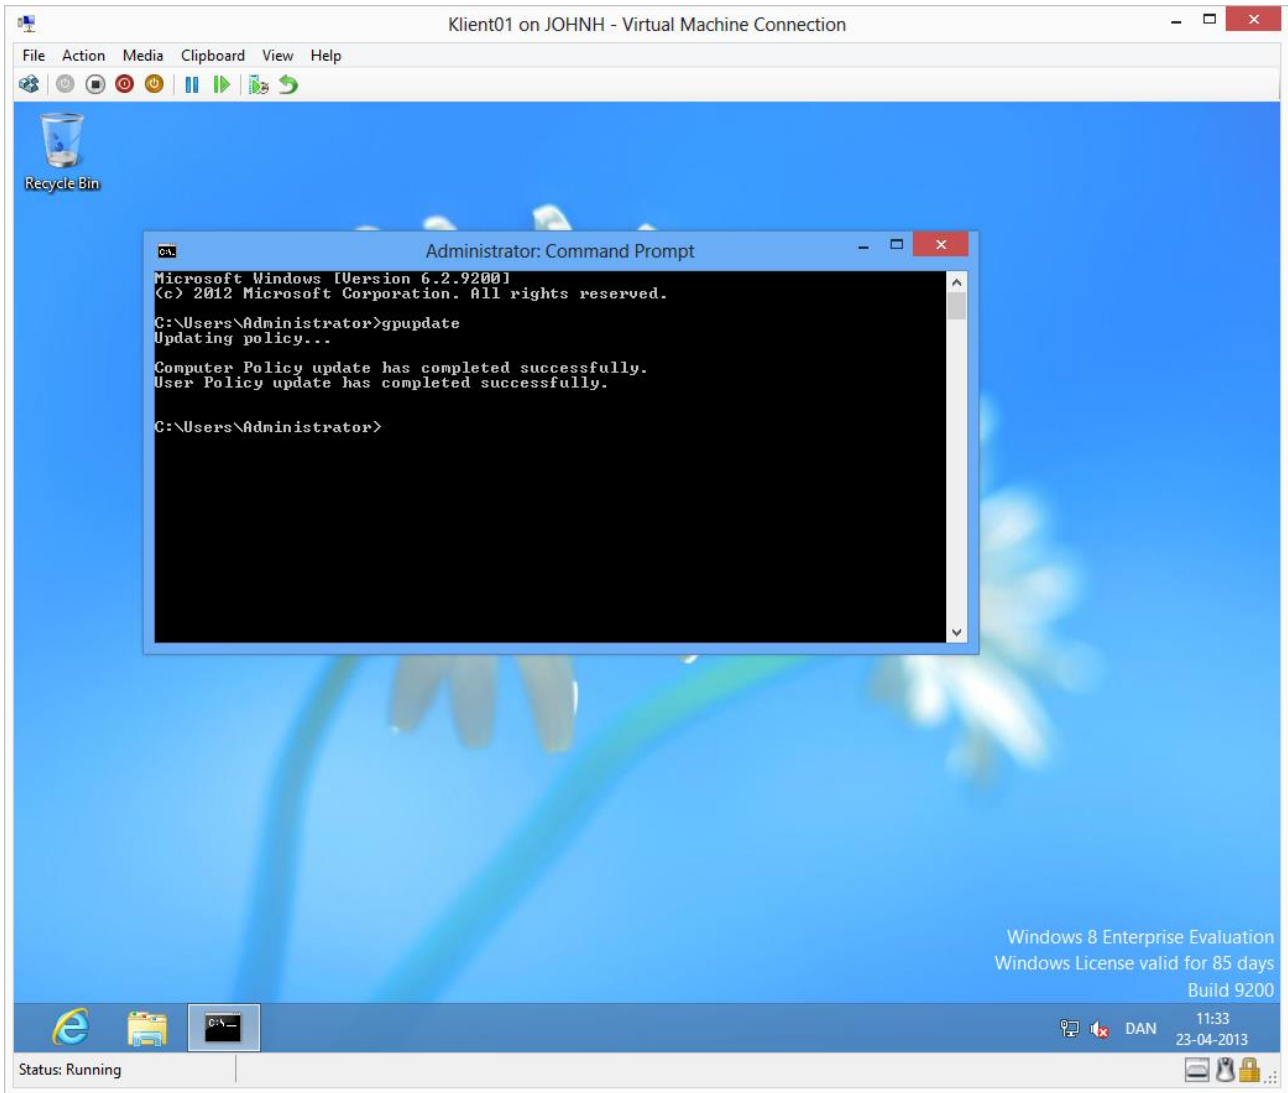 Klient01 on JOHNH - Virtual Machine Connection
File Action Media Clipboard View Help
Recycle Bin
Administrator: Command Prompt
Microsoft Windows [Version 6.2.9200]
(c) 2012 Microsoft Corporation. All rights reserved.
C:\Users\Administrator>gpupdate
Updating policy...
Computer Policy update has completed successfully.
User Policy update has completed successfully.
C:\Users\Administrator>
Windows 8 Enterprise Evaluation
Windows License valid for 85 days
Build 9200
DAN
11:33
23-04-2013
Status: Running